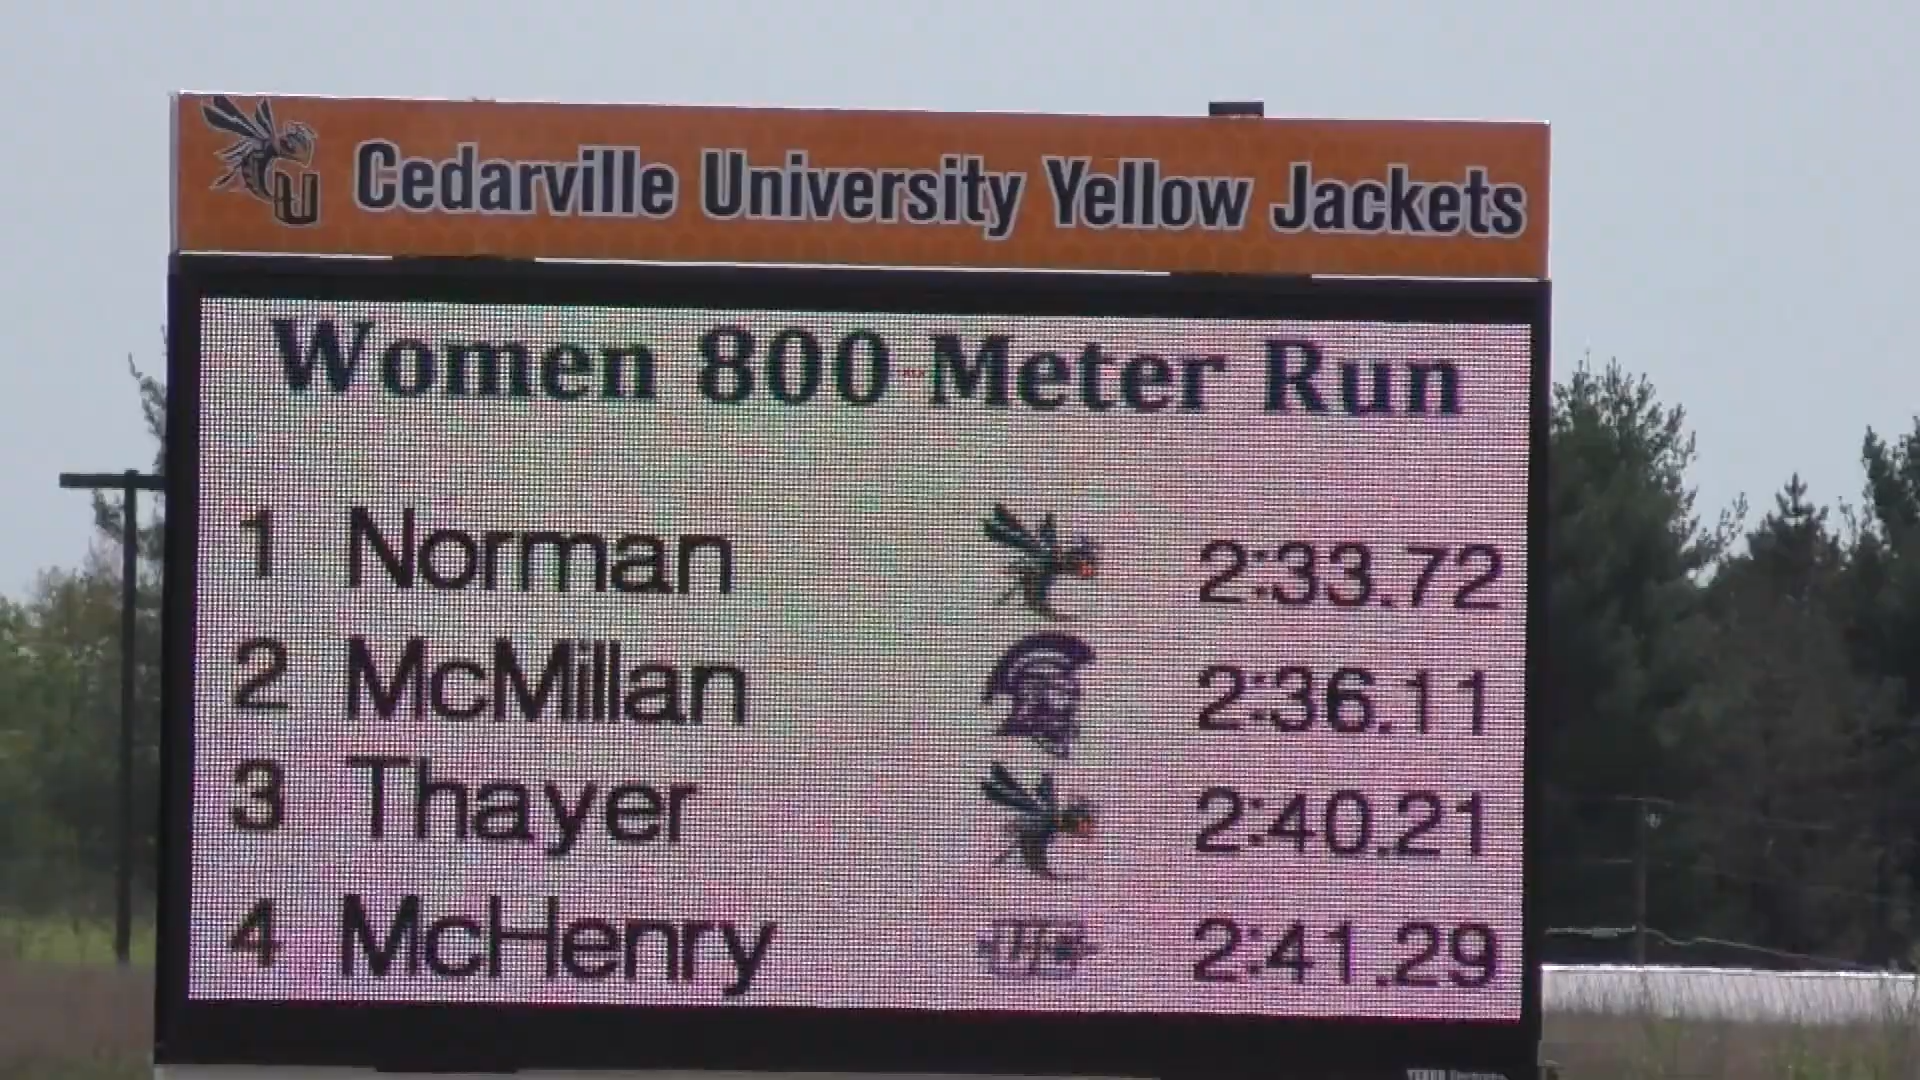 Cedarville University Yellow Jackets
Women 800 Meter Run
1 Norman 2:33.72
2 McMillan 2:36.11
3 Thayer 2:40.21
4 McHenry 2:41.29